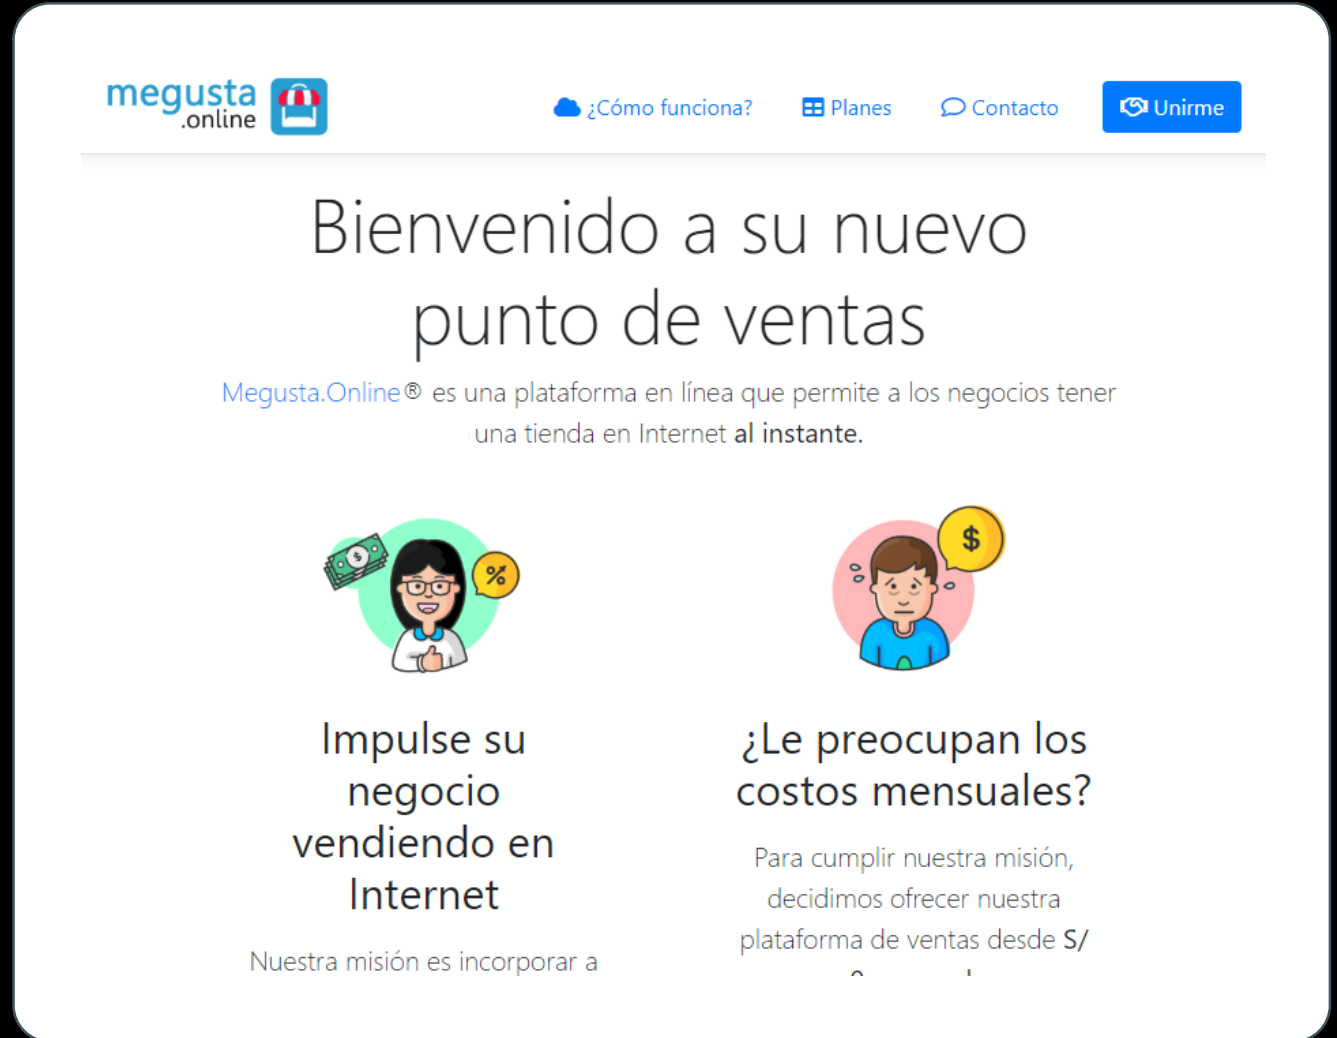 megusta
.online
¿Cómo funciona?
Planes
Contacto
Unirme
Bienvenido a su nuevo
punto de ventas
Megusta.Online® es una plataforma en línea que permite a los negocios tener
una tienda en Internet al instante.
$
%
$
Impulse su
negocio
vendiendo en
Internet
Nuestra misión es incorporar a
¿Le preocupan los
costos mensuales?
Para cumplir nuestra misión,
decidimos ofrecer nuestra
plataforma de ventas desde S/